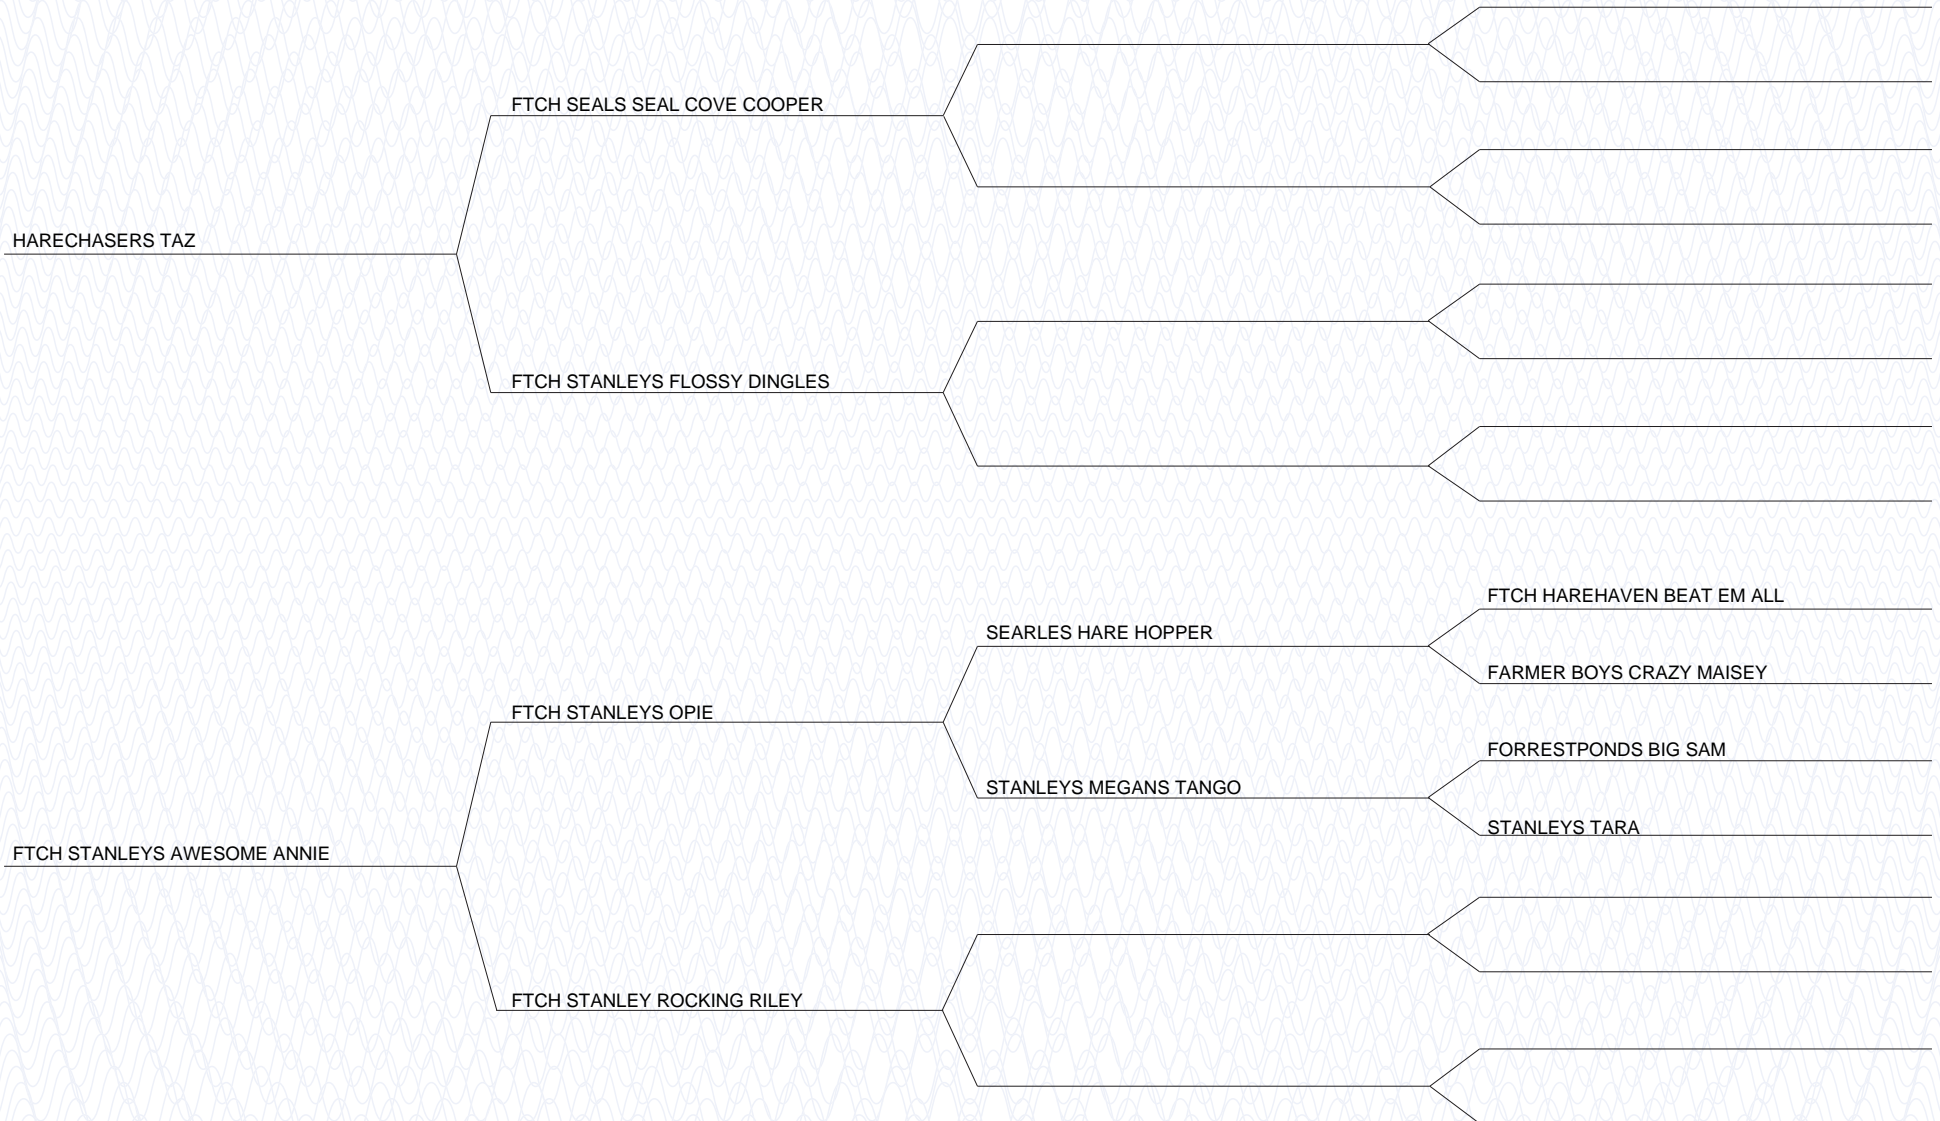 FTCH SEALS SEAL COVE COOPER
HARECHASERS TAZ
FTCH STANLEYS FLOSSY DINGLES
FTCH HAREHAVEN BEAT EM ALL
SEARLES HARE HOPPER
FARMER BOYS CRAZY MAISEY
FTCH STANLEYS OPIE
FORRESTPONDS BIG SAM
STANLEYS MEGANS TANGO
STANLEYS TARA
FTCH STANLEYS AWESOME ANNIE
FTCH STANLEY ROCKING RILEY